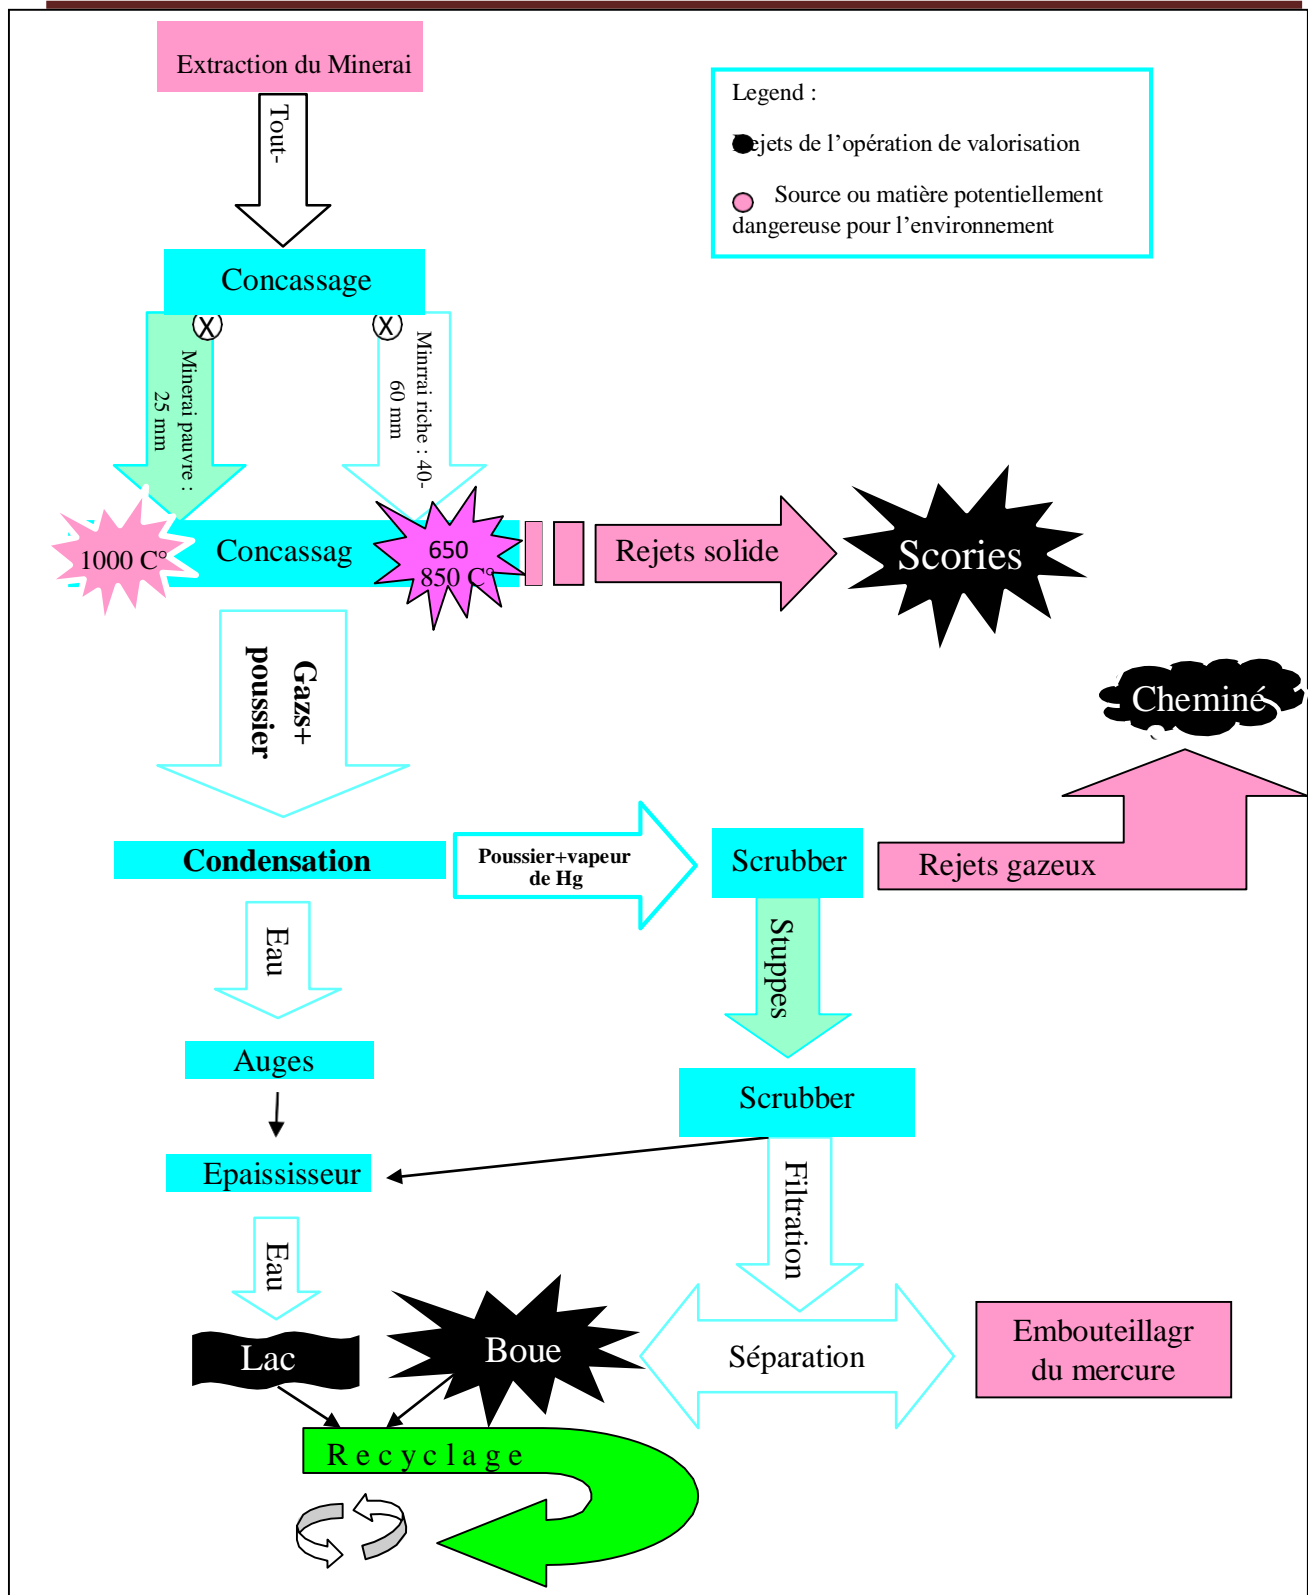 Extraction du Minerai
Legend :
Rejets de l’opération de valorisation
Source ou matière potentiellement
dangereuse pour l’environnement
Tout-
Concassage
X
X
Minerai pauvre :
25 mm
Minrrai riche : 40-
60 mm
1000 C°
Concassag
650
850 C°
Rejets solide
Scories
Gazs+
poussier
Cheminé
Condensation
Poussier+vapeur
de Hg
Scrubber
Rejets gazeux
Eau
Stuppes
Auges
Scrubber
Epaississeur
Filtration
Eau
Lac
Boue
Séparation
Embouteillagr
du mercure
Recyclage